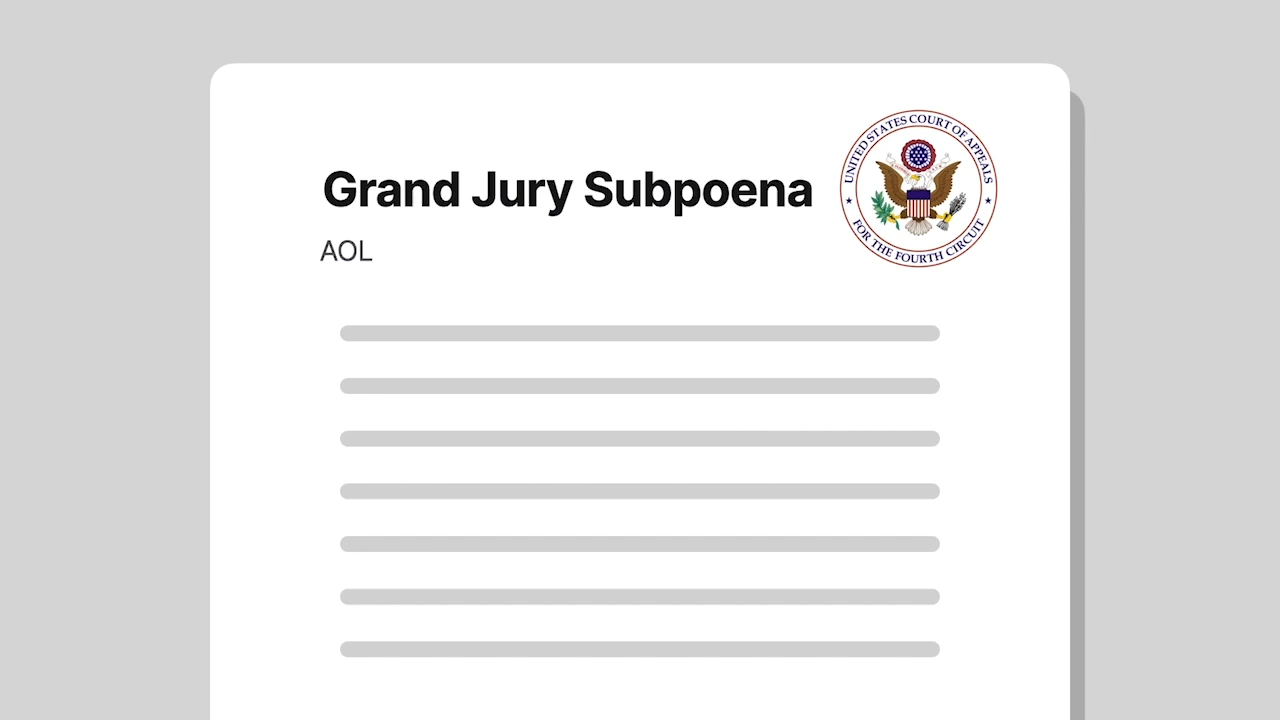 Grand Jury Subpoena
AOL
UNITED STATES COURT OF APPEALS
FOR THE FOURTH CIRCUIT